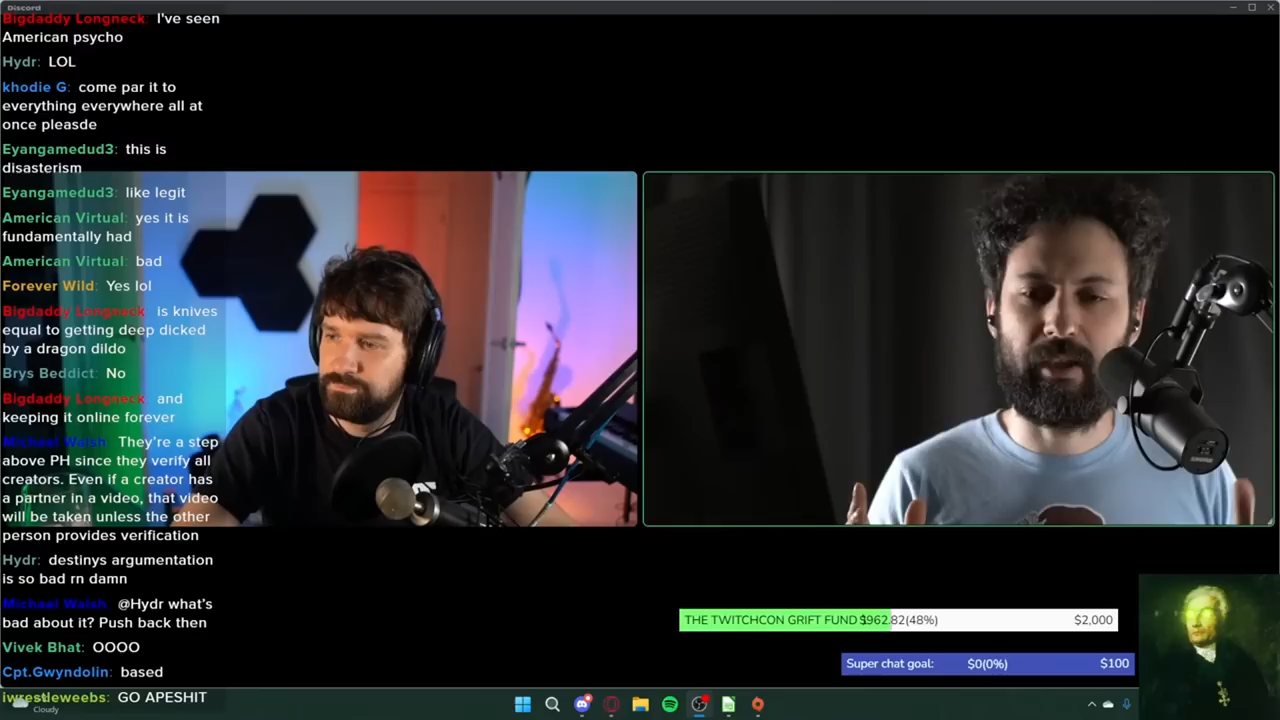 Discord
Bigdaddy Longneck: I've seen
American psycho
Hydr: LOL
khodie G: come par it to
everything everywhere all at
once pleasde
Eyangamedud3: this is
disasterism
Eyangamedud3: like legit
American Virtual: yes it is
fundamentally had
American Virtual: bad
Forever Wild: Yes lol
Bigdaddy Longneck: is knives
equal to getting deep dicked
by a dragon dildo
Brys Beddict: No
Bigdaddy Longneck: and
keeping it online forever
Michael Walsh: They're a step
above PH since they verify all
creators. Even if a creator has
a partner in a video, that video
will be taken unless the other
person provides verification
Hydr: destinys argumentation
is so bad rn damn
Michael Walsh: @Hydr what's
bad about it? Push back then
Vivek Bhat: OOOO
Cpt.Gwyndolin: based
iwrestleweebs: GO APESHIT
Cloudy
THE TWITCHCON GRIFT FUND $962.82(48%) $2,000
Super chat goal: $0(0%) $100